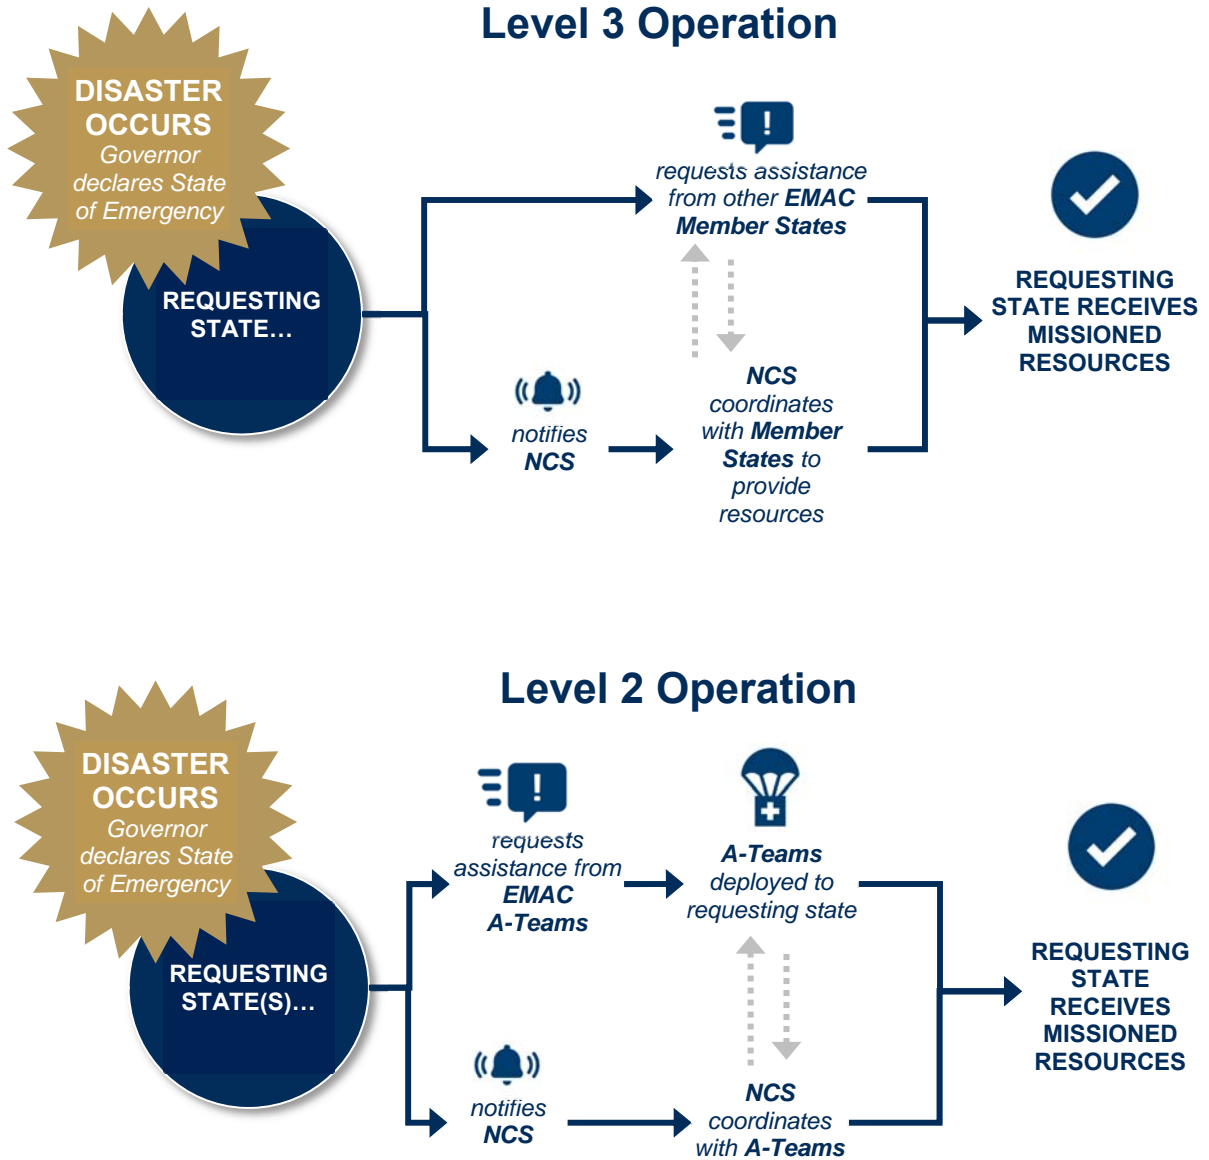 Level 3 Operation
DISASTER
OCCURS
Governor
declares State
of Emergency
REQUESTING
STATE…
!
requests assistance
from other EMAC
Member States
notifies
NCS
NCS
coordinates
with Member
States to
provide
resources
REQUESTING
STATE RECEIVES
MISSIONED
RESOURCES
Level 2 Operation
DISASTER
OCCURS
Governor
declares State
of Emergency
REQUESTING
STATE(S)…
!
requests
assistance from
EMAC
A-Teams
A-Teams
deployed to
requesting state
notifies
NCS
NCS
coordinates
with A-Teams
REQUESTING
STATE
RECEIVES
MISSIONED
RESOURCES